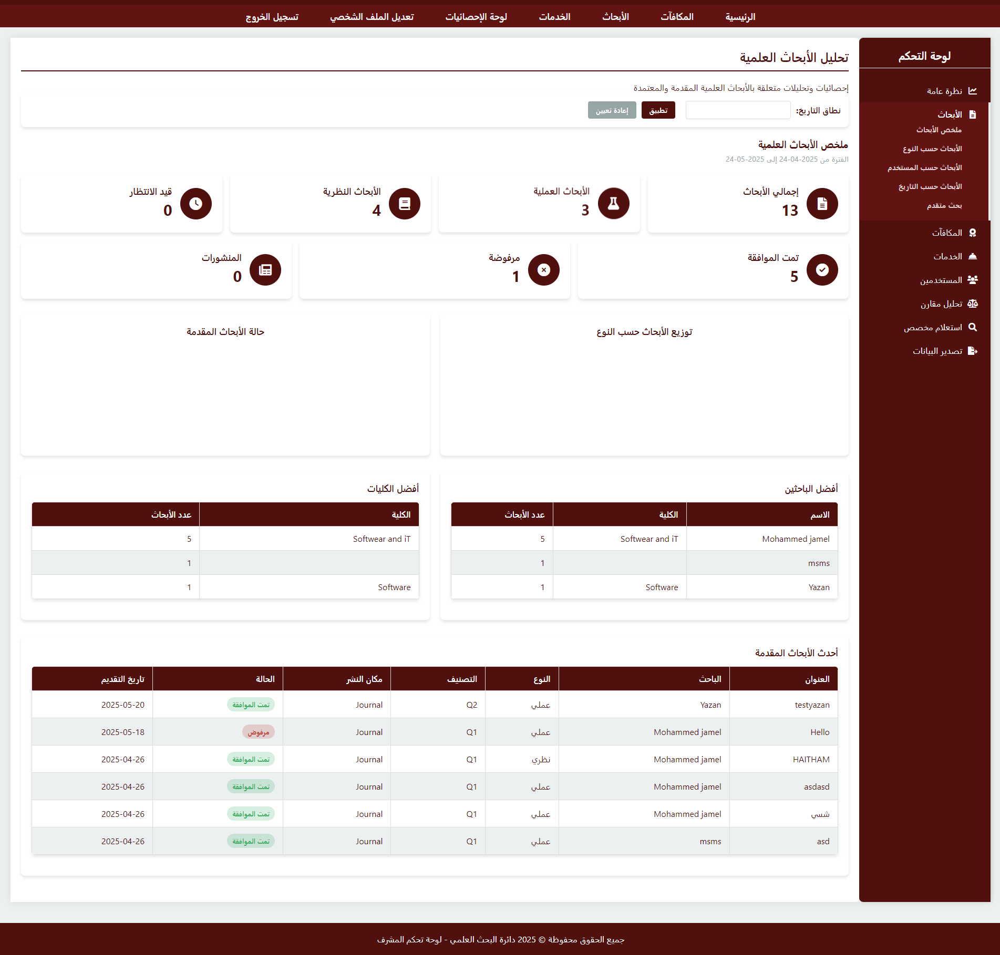 الرئيسية المكافآت الأبحاث الخدمات لوحة الإحصائيات تعديل الملف الشخصي تسجيل الخروج
لوحة التحكم
نظرة عامة
الأبحاث
ملخص الأبحاث
الأبحاث حسب النوع
الأبحاث حسب المستخدم
الأبحاث حسب التاريخ
بحث متقدم
المكافآت
الخدمات
المستخدمين
تحليل مقارن
استعلام مخصص
تصدير البيانات
تحليل الأبحاث العلمية
إحصائيات وتحليلات متعلقة بالأبحاث العلمية المقدمة والمعتمدة
نطاق التاريخ: تطبيق إعادة تعيين
ملخص الأبحاث العلمية
الفترة من 2025-04-24 إلى 2025-05-24
إجمالي الأبحاث
13
الأبحاث العملية
3
الأبحاث النظرية
4
قيد الانتظار
0
تمت الموافقة
5
مرفوضة
1
المنشورات
0
توزيع الأبحاث حسب النوع
حالة الأبحاث المقدمة
أفضل الباحثين
الاسم الكلية عدد الأبحاث
Mohammed jamel Softwear and iT 5
msms 1
Yazan Software 1
أفضل الكليات
الكلية عدد الأبحاث
Softwear and iT 5
1
Software 1
أحدث الأبحاث المقدمة
العنوان الباحث النوع التصنيف مكان النشر الحالة تاريخ التقديم
testyazan Yazan عملي Q2 Journal تمت الموافقة 2025-05-20
Hello Mohammed jamel عملي Q1 Journal مرفوض 2025-05-18
HAITHAM Mohammed jamel نظري Q1 Journal تمت الموافقة 2025-04-26
asdasd Mohammed jamel عملي Q1 Journal تمت الموافقة 2025-04-26
شسي Mohammed jamel عملي Q1 Journal تمت الموافقة 2025-04-26
asd msms عملي Q1 Journal تمت الموافقة 2025-04-26
جميع الحقوق محفوظة © 2025 دائرة البحث العلمي - لوحة تحكم المشرف